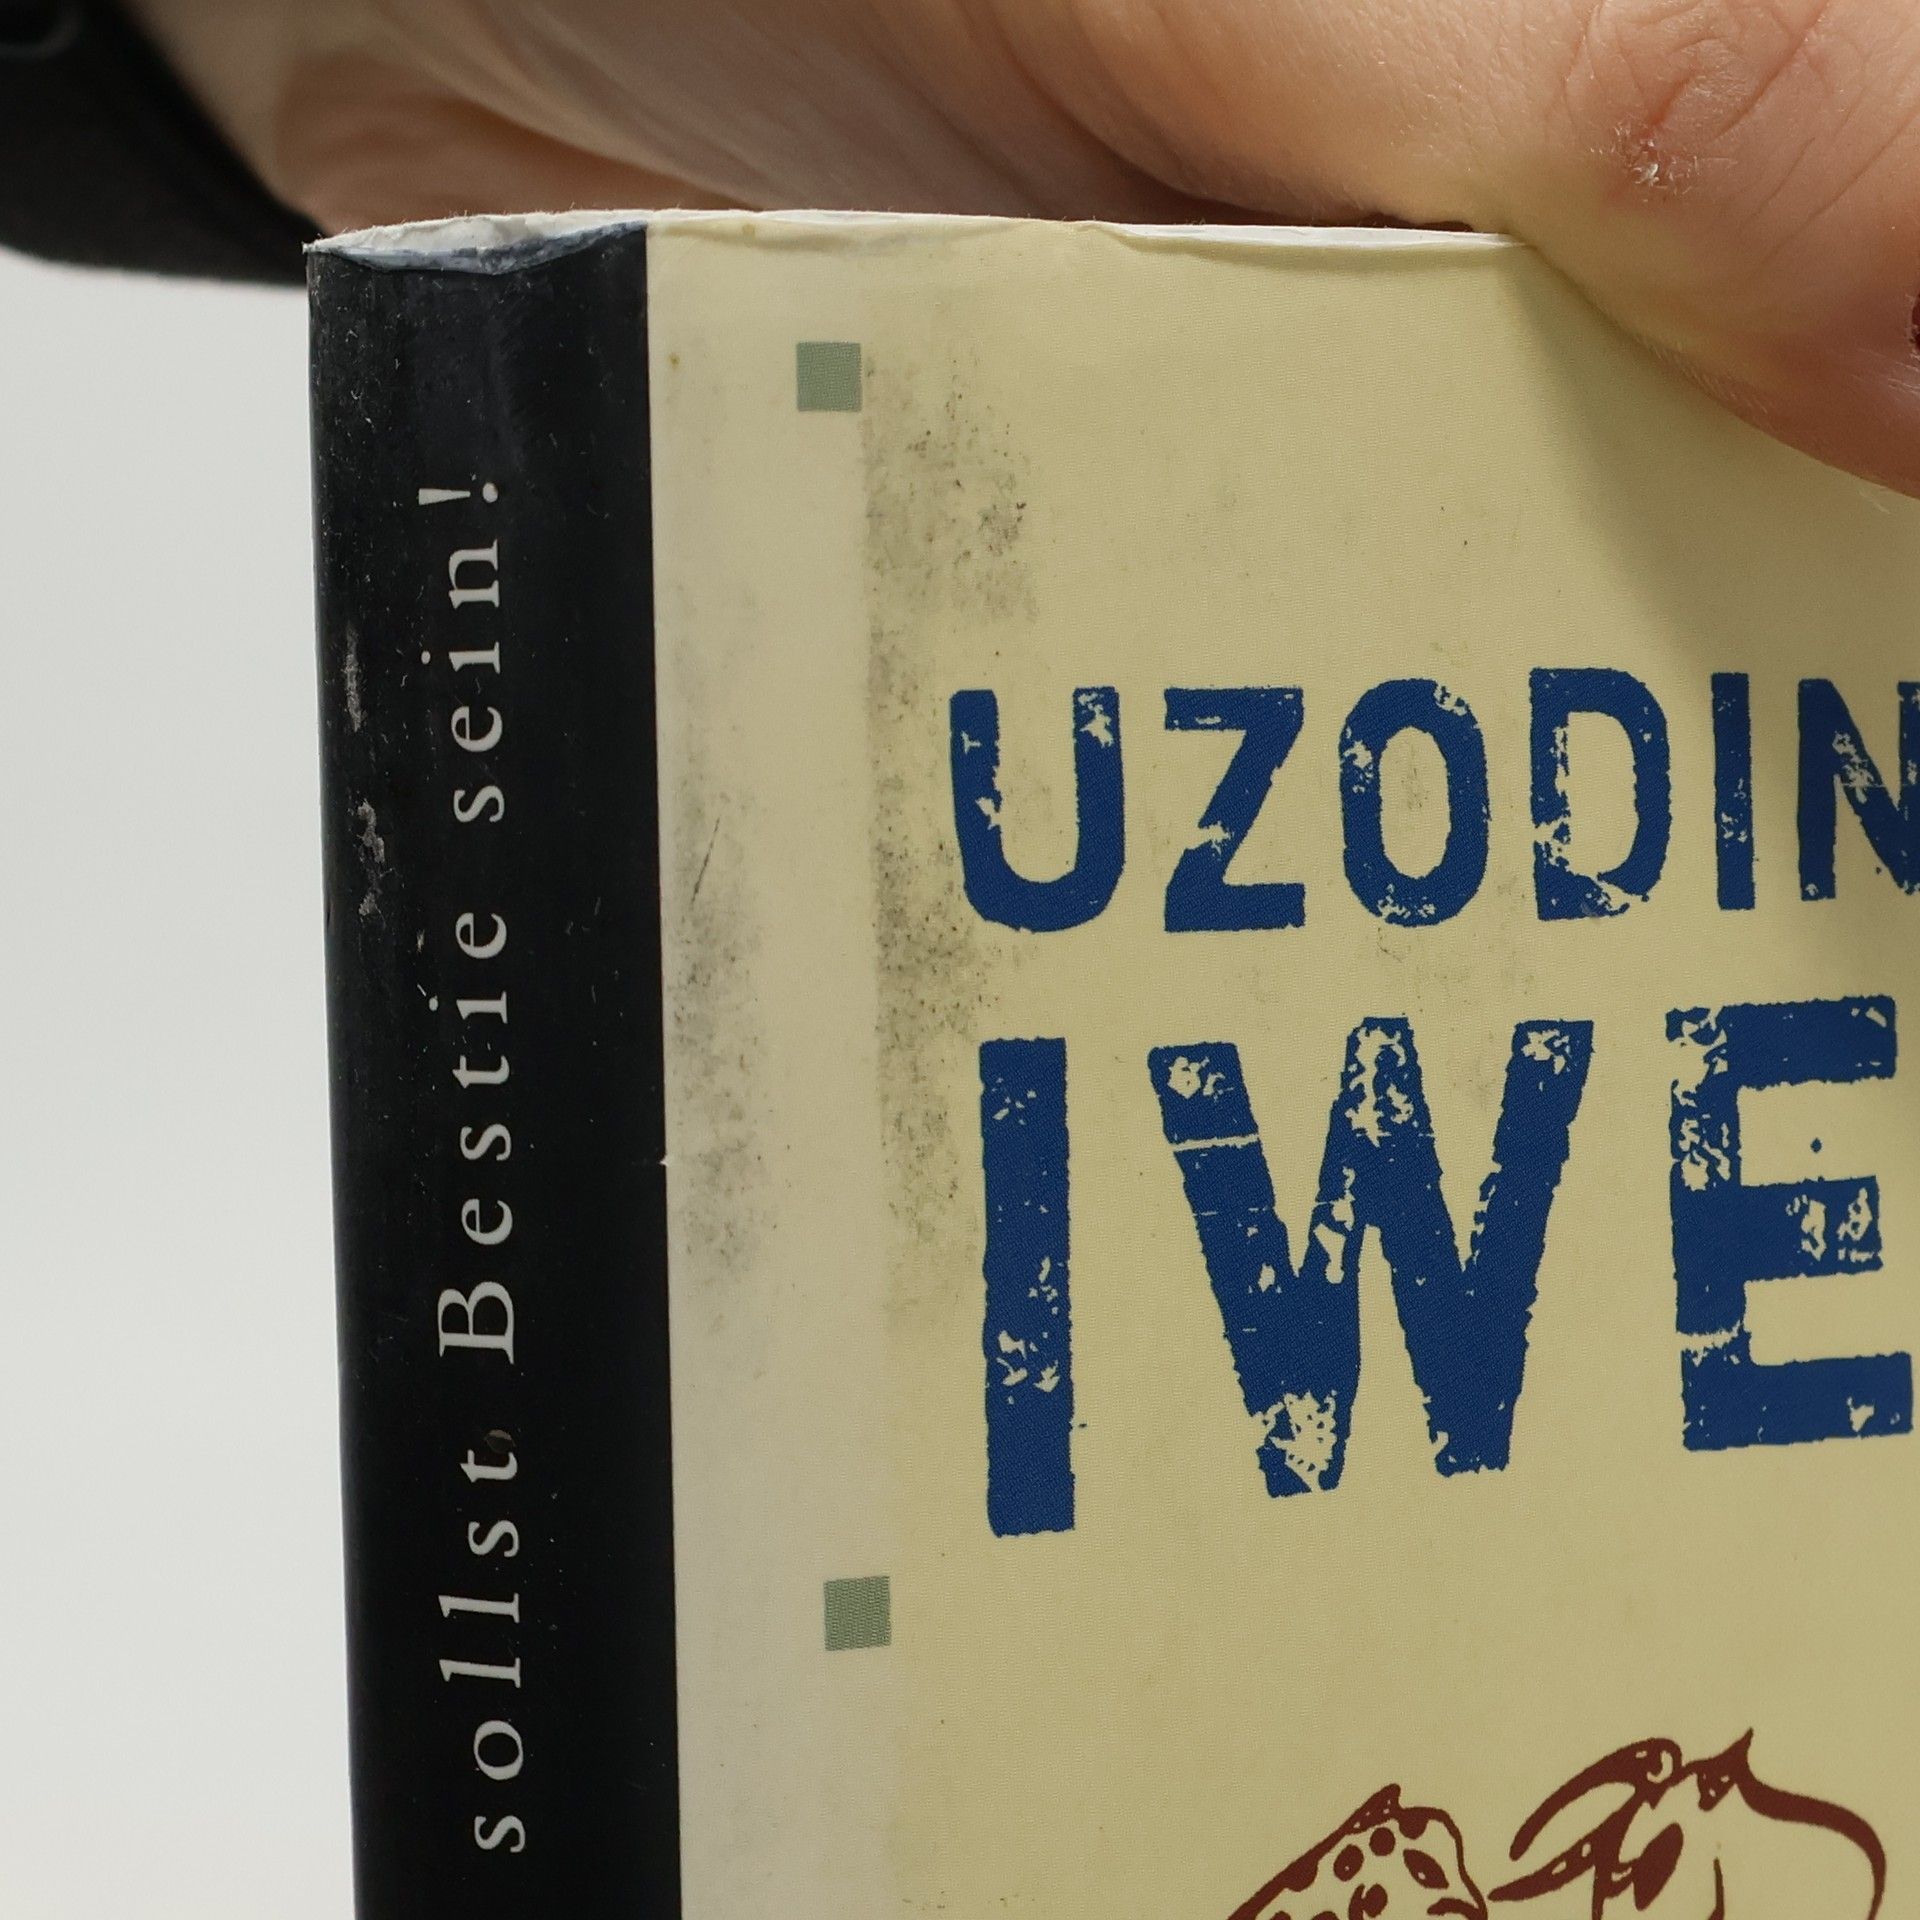 sollst Bestie sein!
UZODIN
IWE